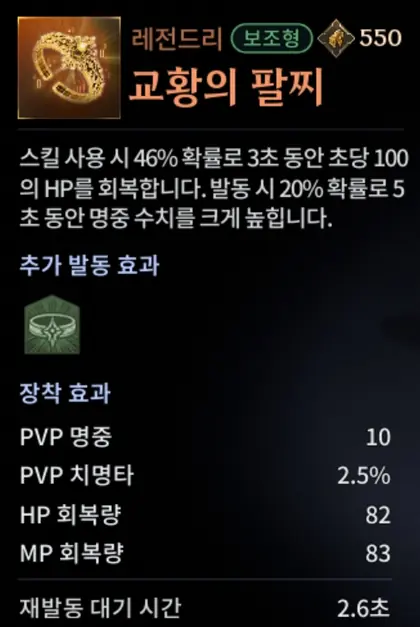 레전드리 보조형 550
교황의 팔찌
스킬 사용 시 46% 확률로 3초 동안 초당 100
의 HP를 회복합니다. 발동 시 20% 확률로 5
초 동안 명중 수치를 크게 높힙니다.
추가 발동 효과
장착 효과
PVP 명중 10
PVP 치명타 2.5%
HP 회복량 82
MP 회복량 83
재발동 대기 시간 2.6초